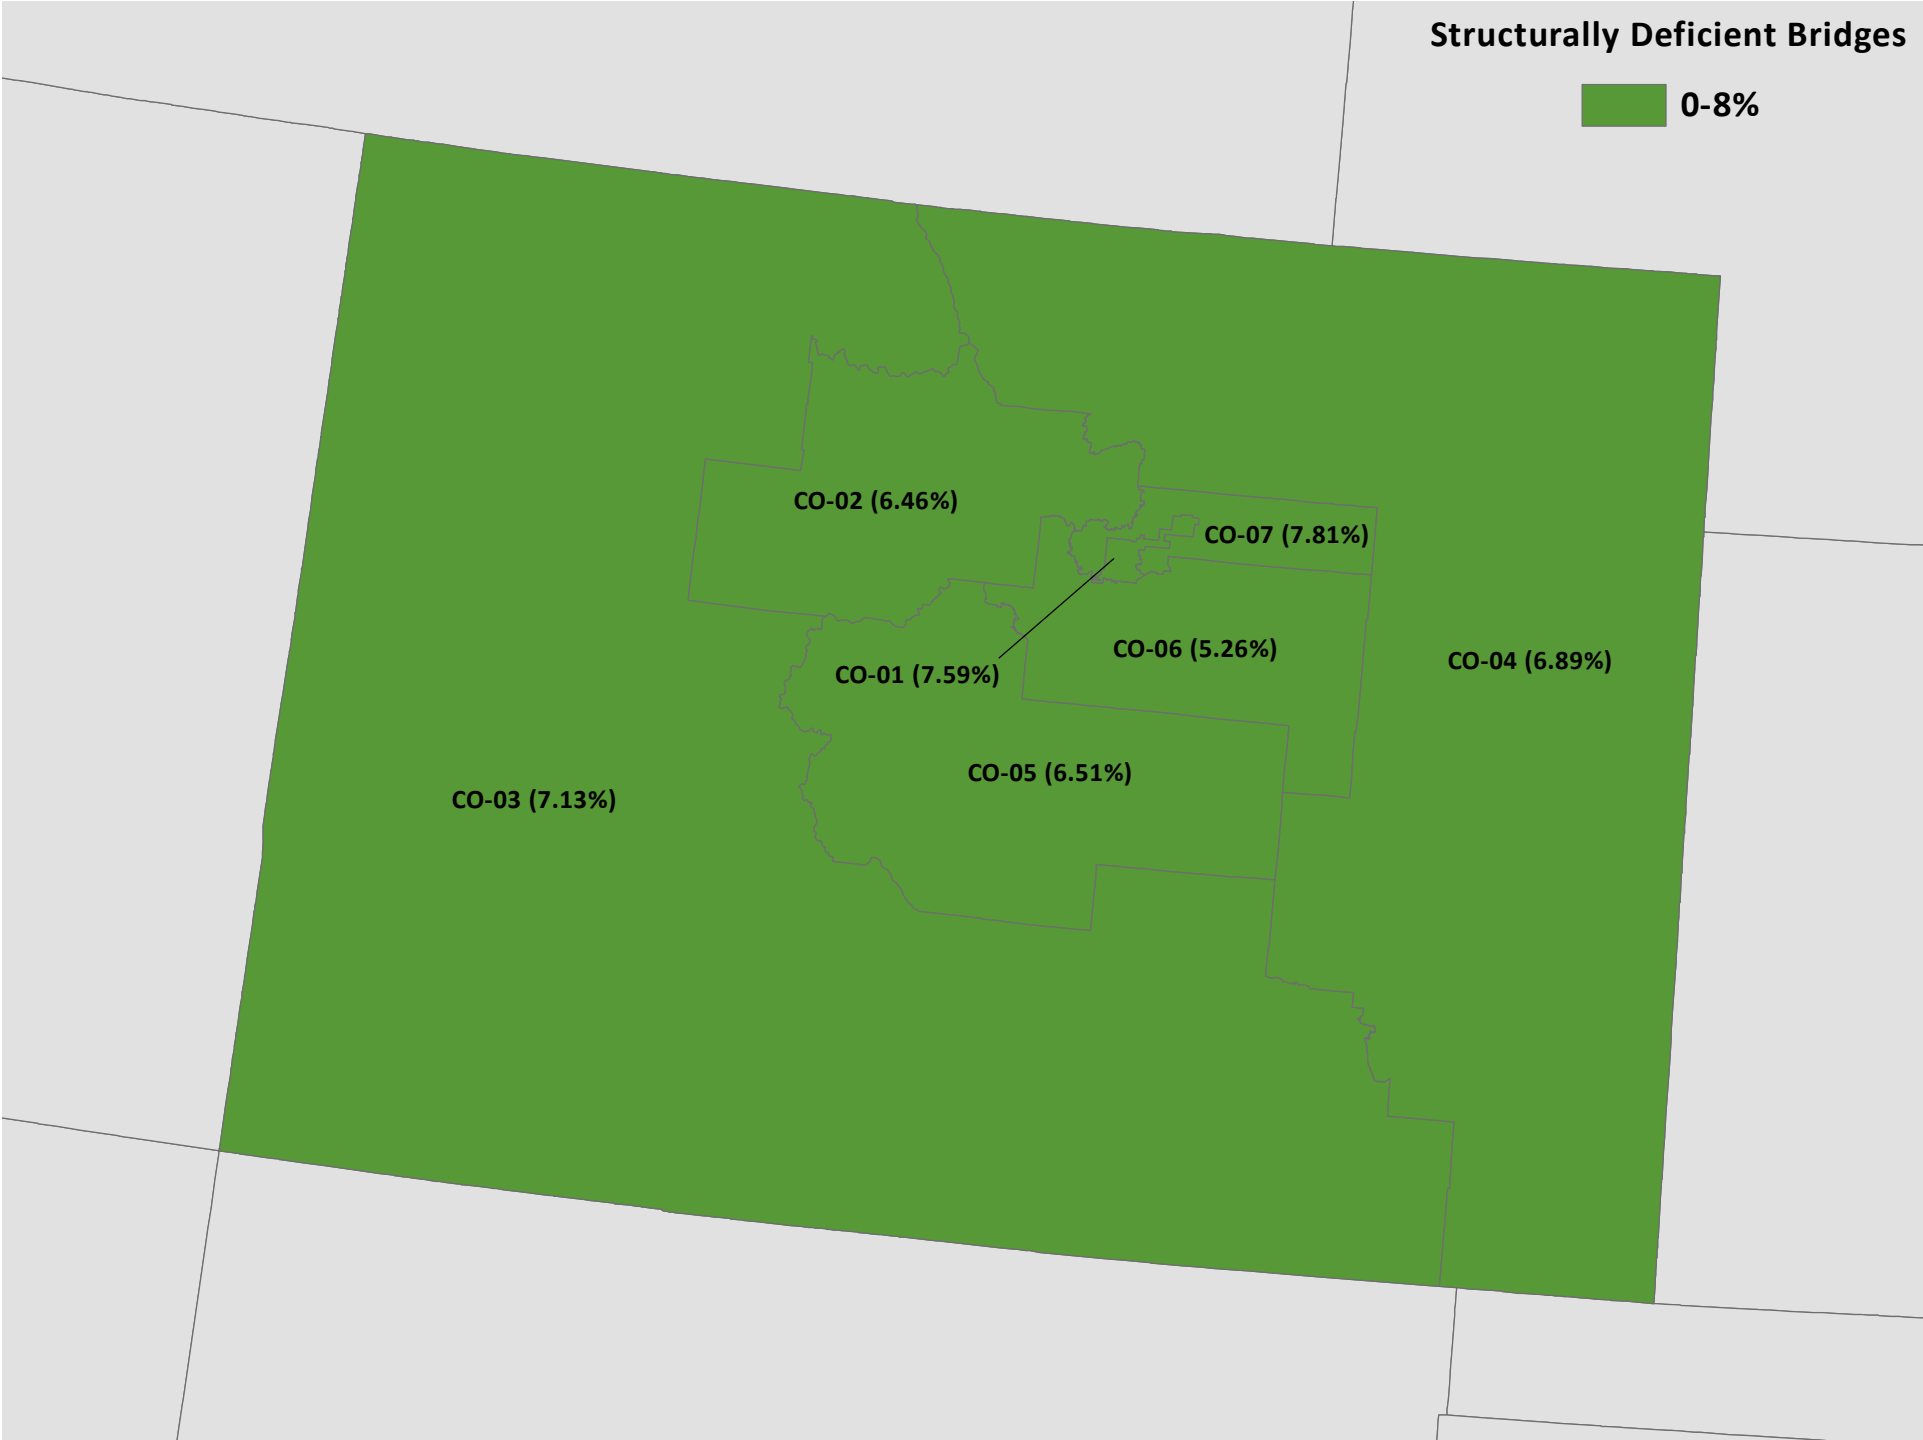 Structurally Deficient Bridges
0-8%
CO-02 (6.46%)
CO-07 (7.81%)
CO-06 (5.26%)
CO-04 (6.89%)
CO-01 (7.59%)
CO-05 (6.51%)
CO-03 (7.13%)